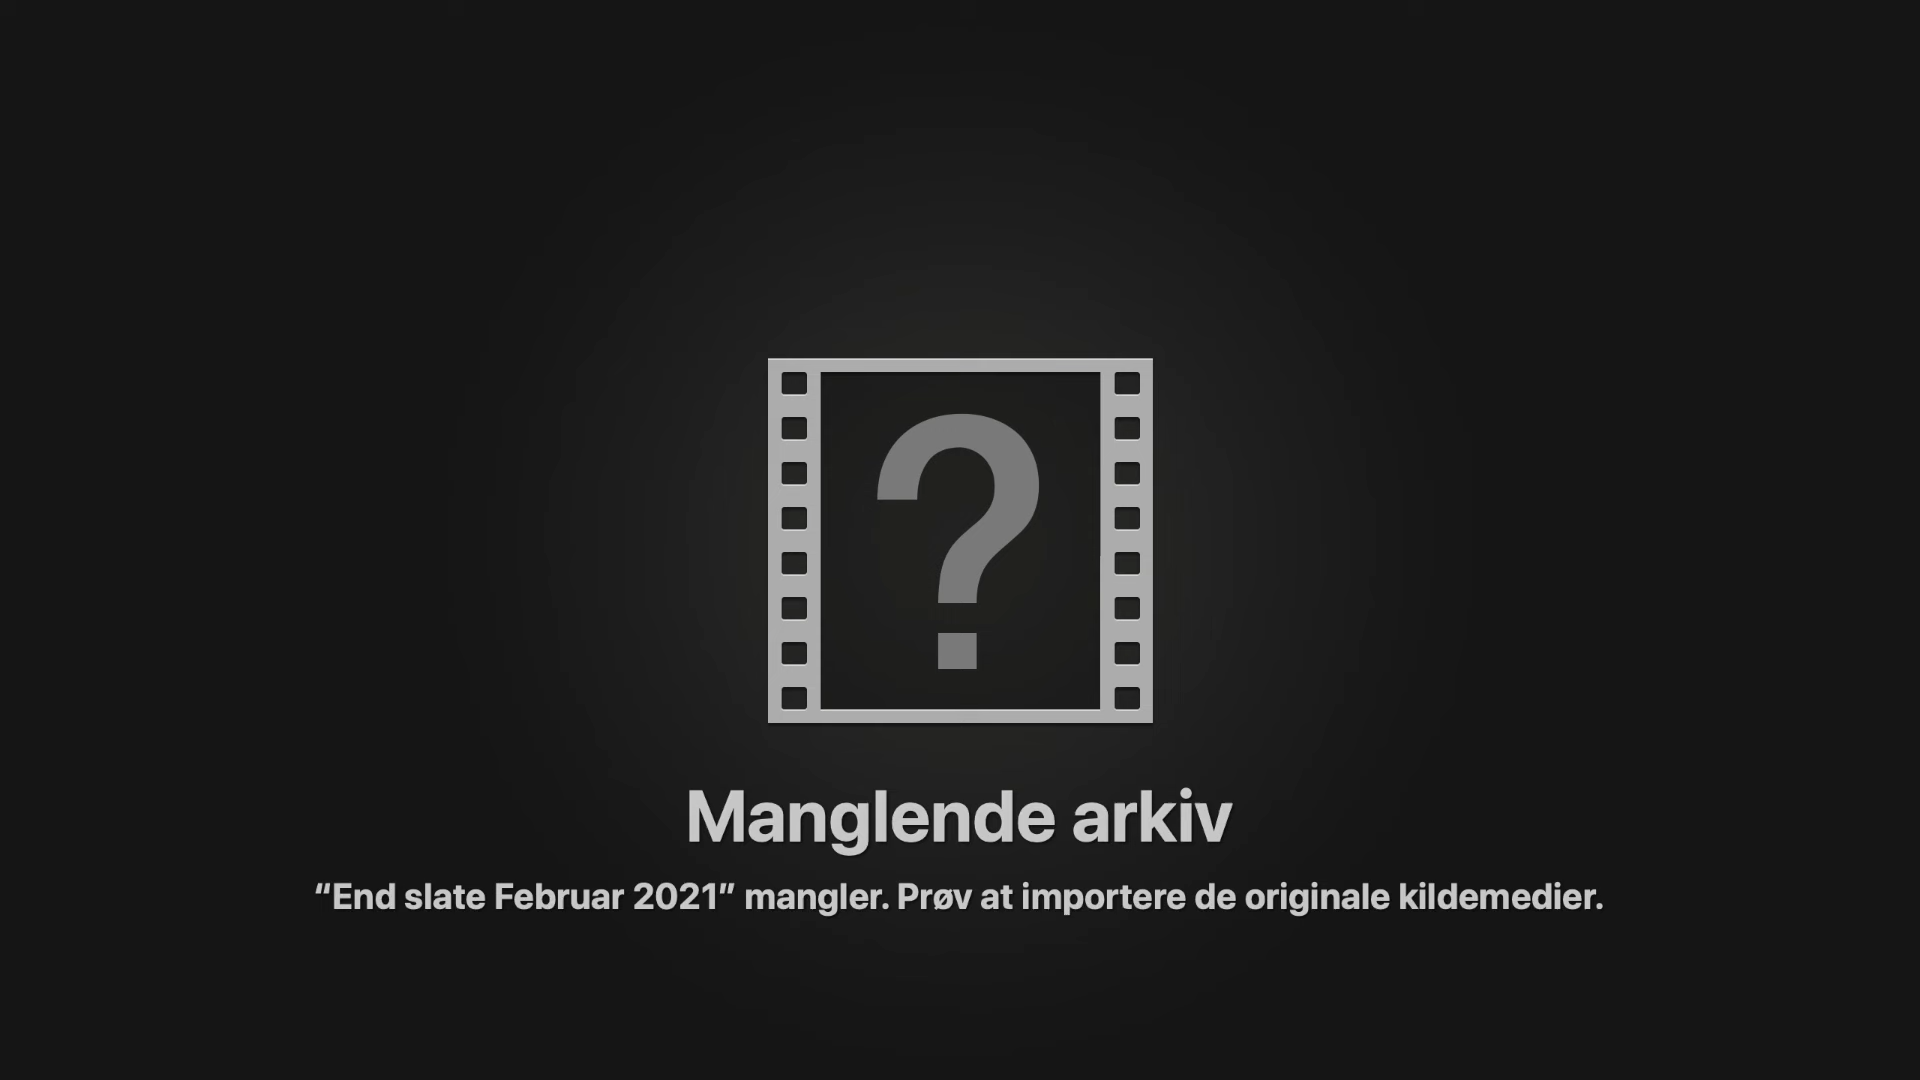 Manglende arkiv
“End slate Februar 2021” mangler. Prøv at importere de originale kildemedier.